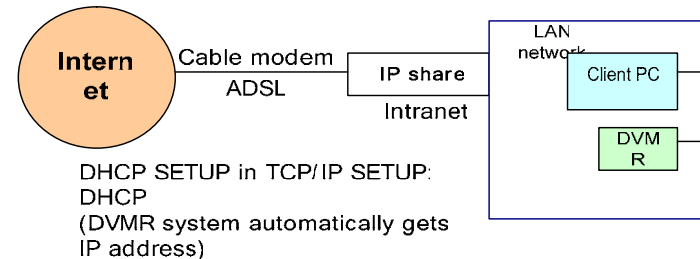 Intern
et
Cable modem
ADSL
IP share
Intranet
LAN
network
Client PC
DVM
R
DHCP SETUP in TCP/IP SETUP:
DHCP
(DVMR system automatically gets
IP address)